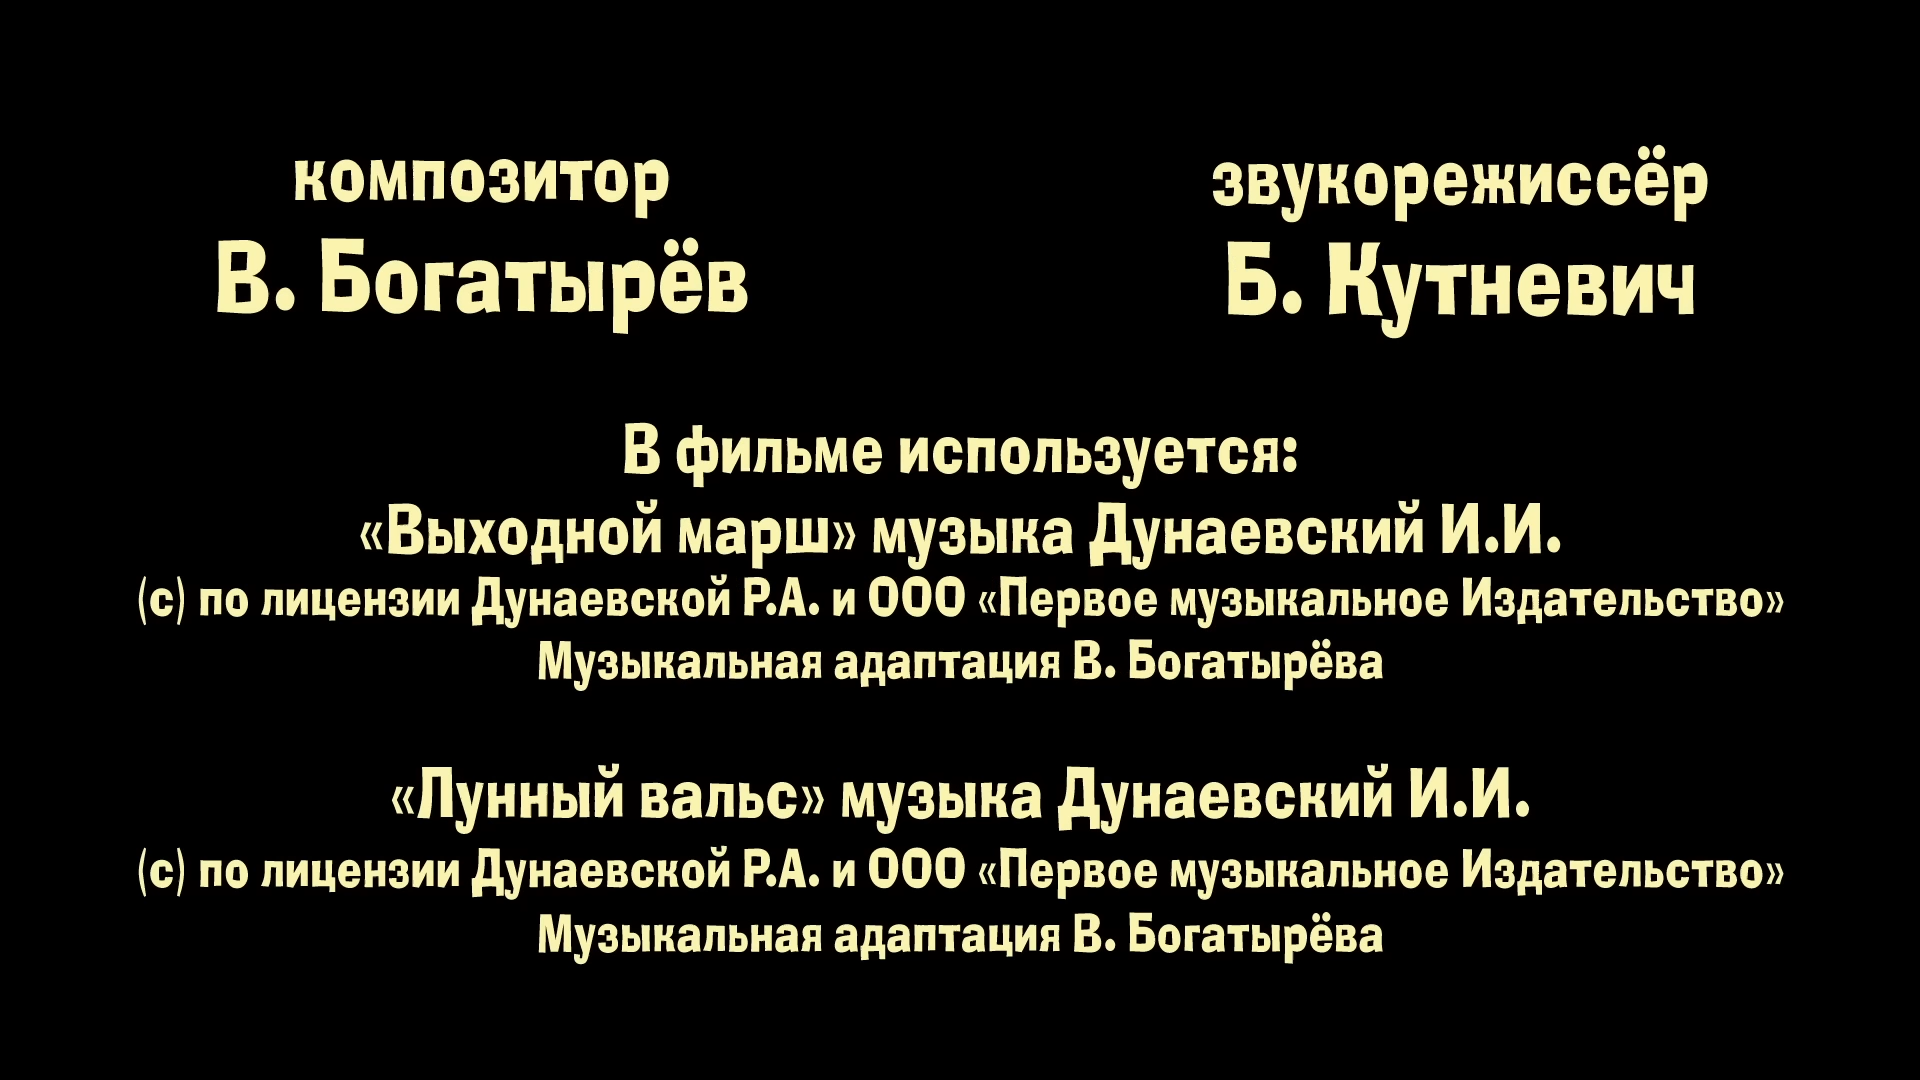 композитор
В. Богатырёв
звукорежиссёр
Б. Кутневич
В фильме используется:
«Выходной марш» музыка Дунаевский И.И.
(с) по лицензии Дунаевской Р.А. и ООО «Первое музыкальное Издательство»
Музыкальная адаптация В. Богатырёва
«Лунный вальс» музыка Дунаевский И.И.
(с) по лицензии Дунаевской Р.А. и ООО «Первое музыкальное Издательство»
Музыкальная адаптация В. Богатырёва